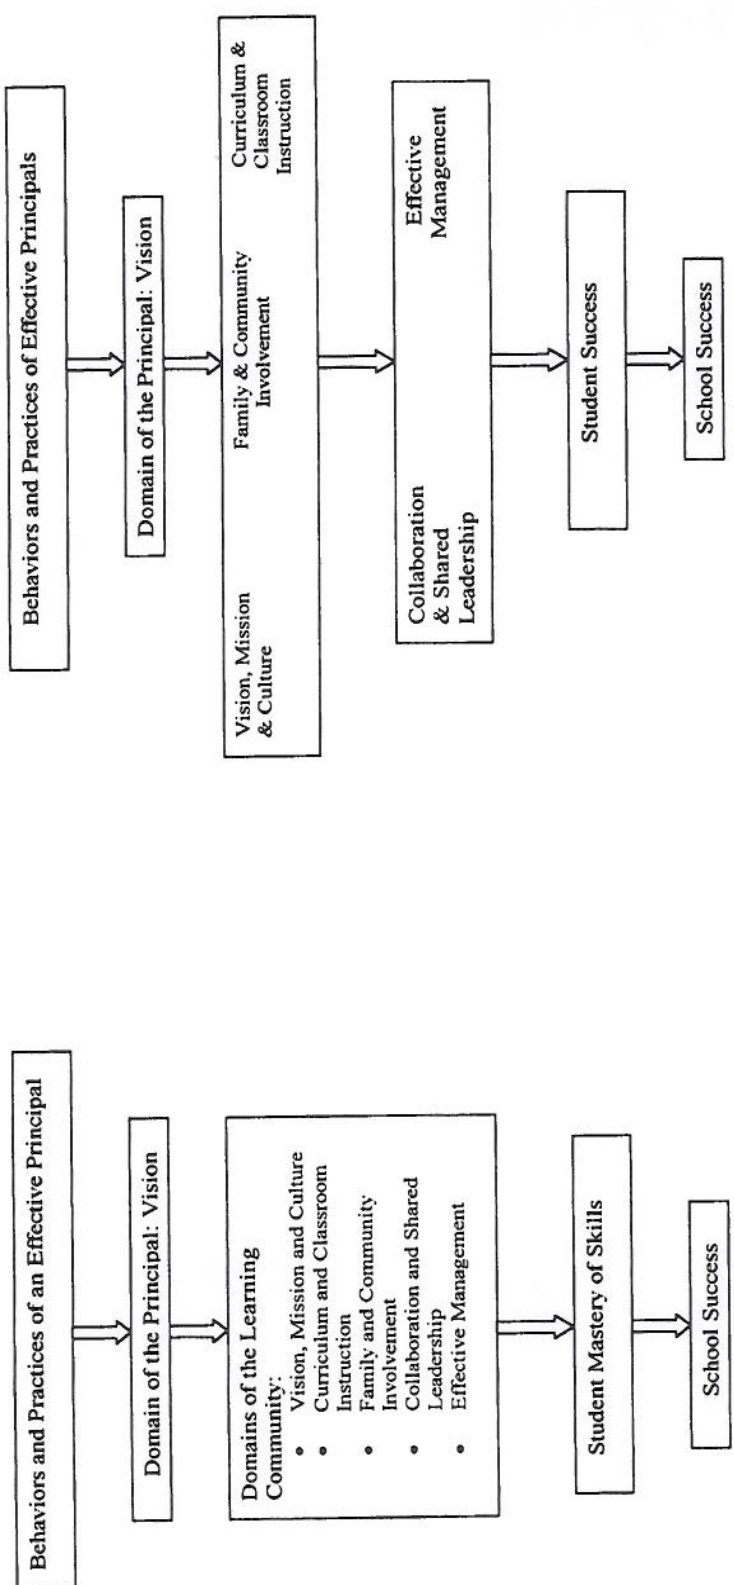 Behaviors and Practices of an Effective Principal
Domain of the Principal: Vision
Domains of the Learning
Community:
• Vision, Mission and Culture
• Curriculum and Classroom
Instruction
• Family and Community
Involvement
• Collaboration and Shared
Leadership
• Effective Management
Student Mastery of Skills
School Success
Behaviors and Practices of Effective Principals
Domain of the Principal: Vision
Vision, Mission
& Culture
Family & Community
Involvement
Curriculum &
Classroom
Instruction
Collaboration
& Shared
Leadership
Effective
Management
Student Success
School Success